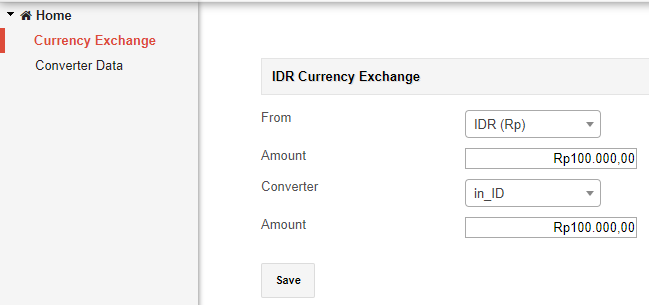 Home
Currency Exchange
Converter Data
IDR Currency Exchange
From IDR (Rp)
Amount Rp100.000,00
Converter in_ID
Amount Rp100.000,00
Save